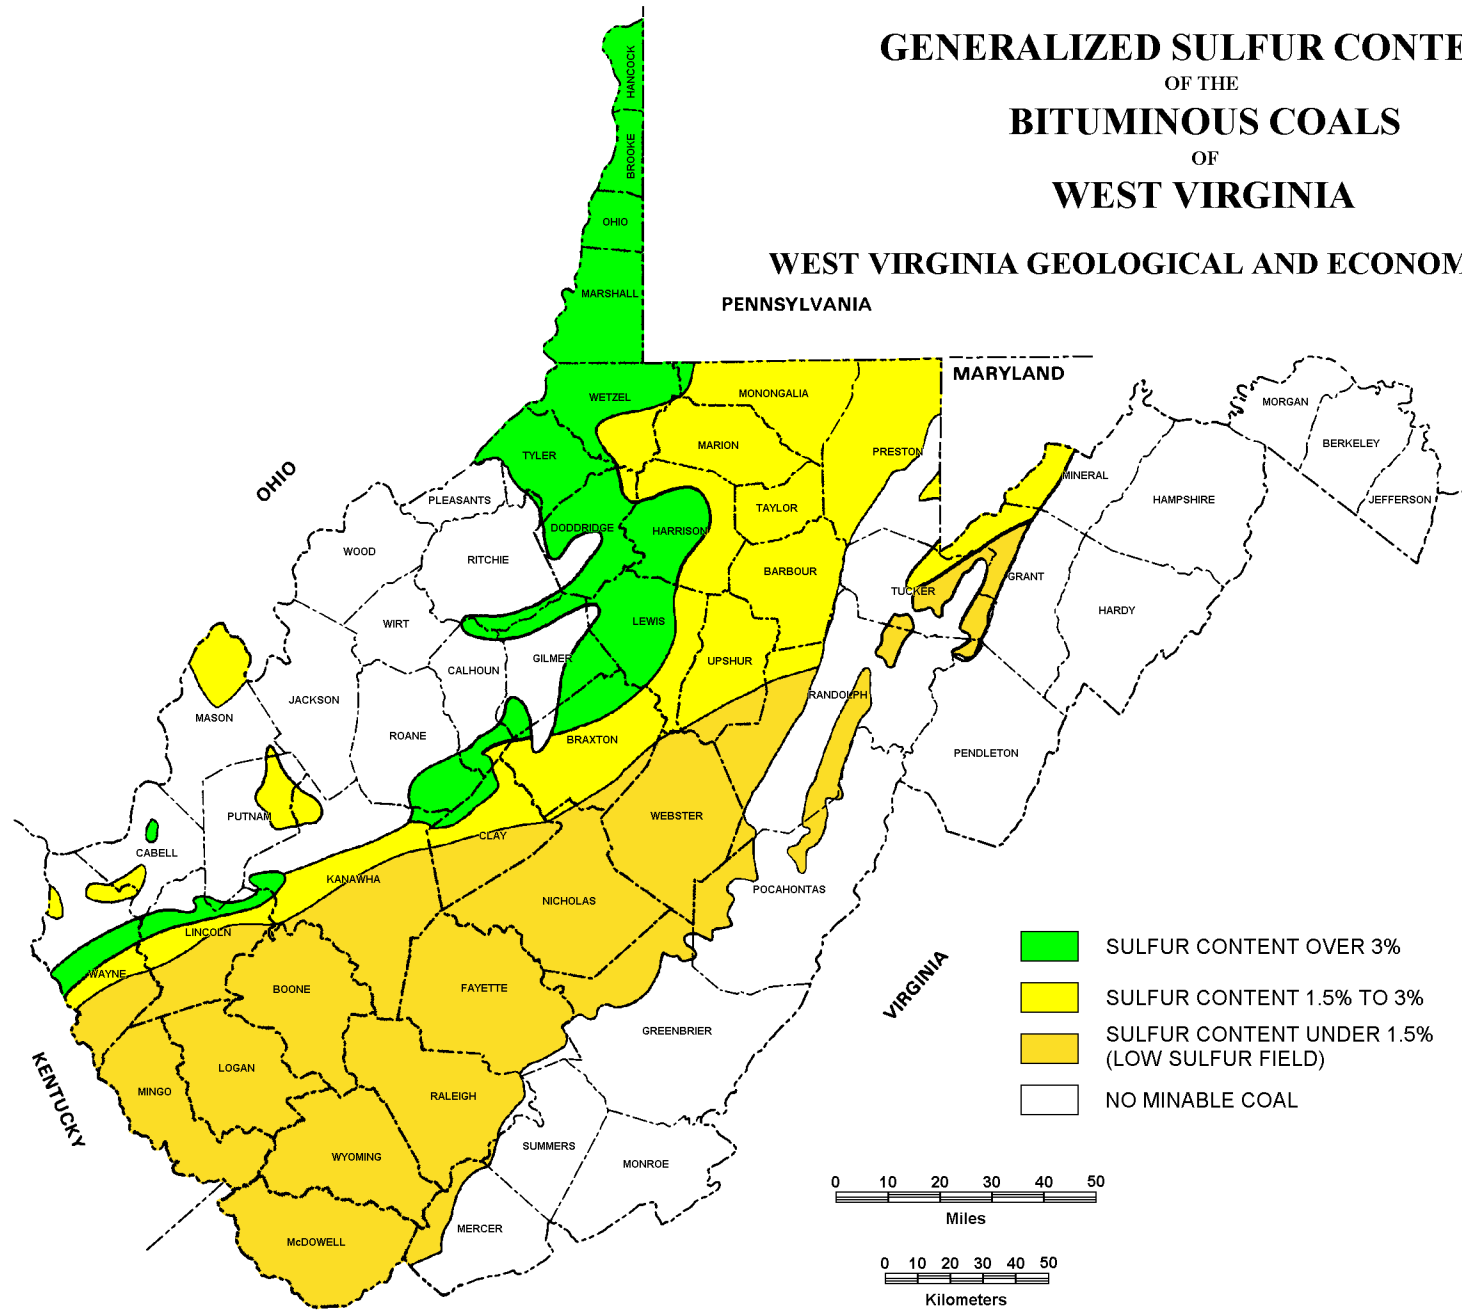 GENERALIZED SULFUR CONTE
OF THE
BITUMINOUS COALS
OF
WEST VIRGINIA
WEST VIRGINIA GEOLOGICAL AND ECONOM
PENNSYLVANIA
MARYLAND
OHIO
VIRGINIA
KENTUCKY
HANCOCK
BROOKE
OHIO
MARSHALL
WETZEL
MONONGALIA
MORGAN
BERKELEY
MARION
TYLER
PRESTON
MINERAL
HAMPSHIRE
JEFFERSON
PLEASANTS
TAYLOR
DODDRIDGE
HARRISON
WOOD
RITCHIE
BARBOUR
GRANT
TUCKER
HARDY
WIRT
LEWIS
GILMER
UPSHUR
CALHOUN
RANDOLPH
JACKSON
MASON
ROANE
BRAXTON
PENDLETON
PUTNAM
WEBSTER
CLAY
CABELL
KANAWHA
POCAHONTAS
NICHOLAS
LINCOLN
WAYNE
BOONE
FAYETTE
GREENBRIER
LOGAN
MINGO
RALEIGH
SUMMERS
WYOMING
MONROE
MERCER
McDOWELL
SULFUR CONTENT OVER 3%
SULFUR CONTENT 1.5% TO 3%
SULFUR CONTENT UNDER 1.5%
(LOW SULFUR FIELD)
NO MINABLE COAL
0 10 20 30 40 50
Miles
0 10 20 30 40 50
Kilometers